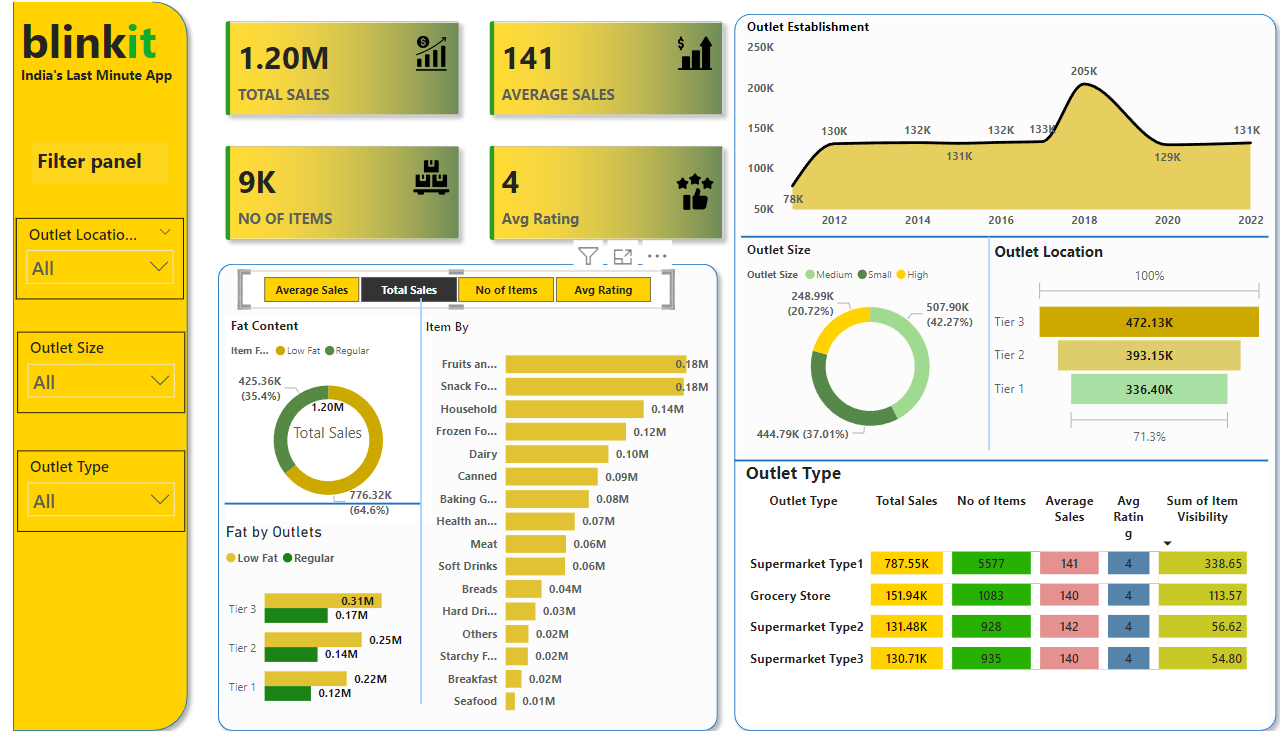 blinkit
India's Last Minute App
Filter panel
Outlet Locatio...
All
Outlet Size
All
Outlet Type
All
1.20M
TOTAL SALES
141
AVERAGE SALES
9K
NO OF ITEMS
4
Avg Rating
Average Sales
Total Sales
No of Items
Avg Rating
Fat Content
Item F...
Low Fat
Regular
425.36K
(35.4%)
1.20M
Total Sales
776.32K
(64.6%)
Fat by Outlets
Low Fat
Regular
Tier 3
0.31M
0.17M
Tier 2
0.25M
0.14M
Tier 1
0.22M
0.12M
Item By
Fruits an... 0.18M
Snack Fo... 0.18M
Household 0.14M
Frozen Fo... 0.12M
Dairy 0.10M
Canned 0.09M
Baking G... 0.08M
Health an... 0.07M
Meat 0.06M
Soft Drinks 0.06M
Breads 0.04M
Hard Dri... 0.03M
Others 0.02M
Starchy F... 0.02M
Breakfast 0.02M
Seafood 0.01M
Outlet Establishment
250K
200K
150K
100K
50K
78K
130K
132K
131K
132K
133K
205K
129K
131K
2012 2014 2016 2018 2020 2022
Outlet Size
Outlet Size Medium Small High
248.99K
(20.72%)
507.90K
(42.27%)
444.79K (37.01%)
Outlet Location
100%
Tier 3 472.13K
Tier 2 393.15K
Tier 1 336.40K
71.3%
Outlet Type
Outlet Type
Total Sales
No of Items
Average
Sales
Avg
Ratin
g
Sum of Item
Visibility
Supermarket Type1 787.55K 5577 141 4 338.65
Grocery Store 151.94K 1083 140 4 113.57
Supermarket Type2 131.48K 928 142 4 56.62
Supermarket Type3 130.71K 935 140 4 54.80